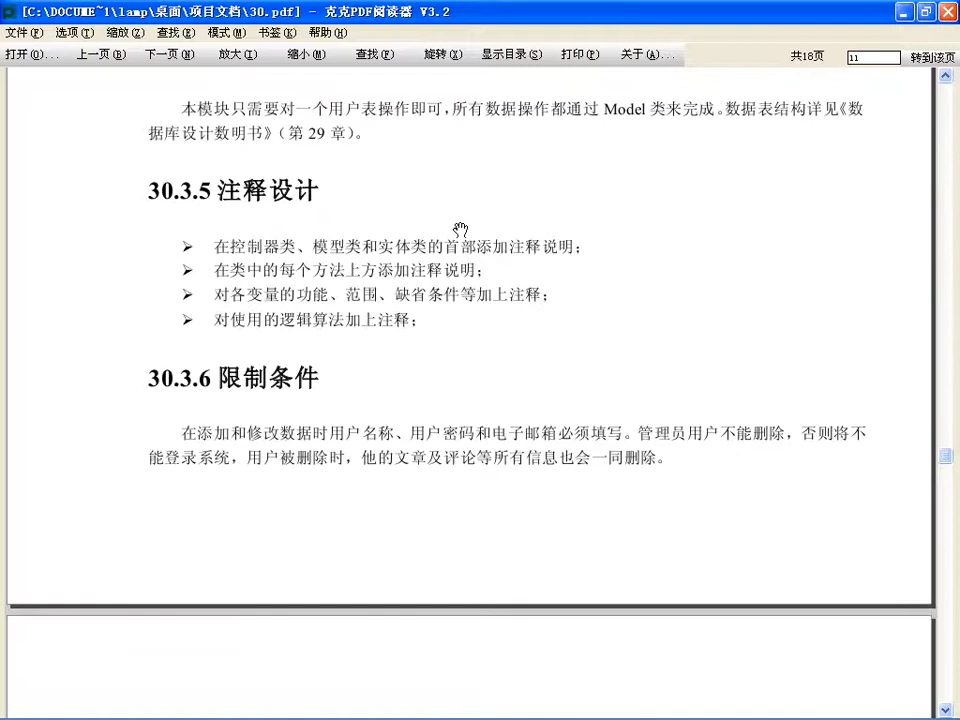 [C:\DOCUME~1\lamp\桌面\项目文档\30.pdf] - 克克PDF阅读器 V3.2
文件(F) 选项(T) 缩放(Z) 查找(E) 模式(M) 书签(K) 帮助(H)
打开(O)... 上一页(B) 下一页(N) 放大(I) 缩小(M) 查找(F) 旋转(X) 显示目录(S) 打印(P) 关于(A)... 共18页 11 转到该页
本模块只需要对一个用户表操作即可，所有数据操作都通过 Model 类来完成。数据表结构详见《数
据库设计数明书》（第 29 章）。
30.3.5 注释设计
➢ 在控制器类、模型类和实体类的首部添加注释说明；
➢ 在类中的每个方法上方添加注释说明；
➢ 对各变量的功能、范围、缺省条件等加上注释；
➢ 对使用的逻辑算法加上注释；
30.3.6 限制条件
在添加和修改数据时用户名称、用户密码和电子邮箱必须填写。管理员用户不能删除，否则将不
能登录系统，用户被删除时，他的文章及评论等所有信息也会一同删除。